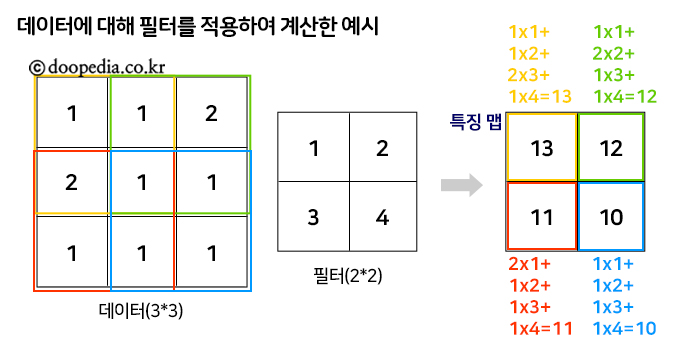 데이터에 대해 필터를 적용하여 계산한 예시
ⓒdoopedia.co.kr
1 1 2
2 1 1
1 1 1
데이터(3*3)
1 2
3 4
필터(2*2)
1x1+
1x2+
2x3+
1x4=13
1x1+
2x2+
1x3+
1x4=12
특징 맵
13 12
11 10
2x1+
1x2+
1x3+
1x4=11
1x1+
1x2+
1x3+
1x4=10